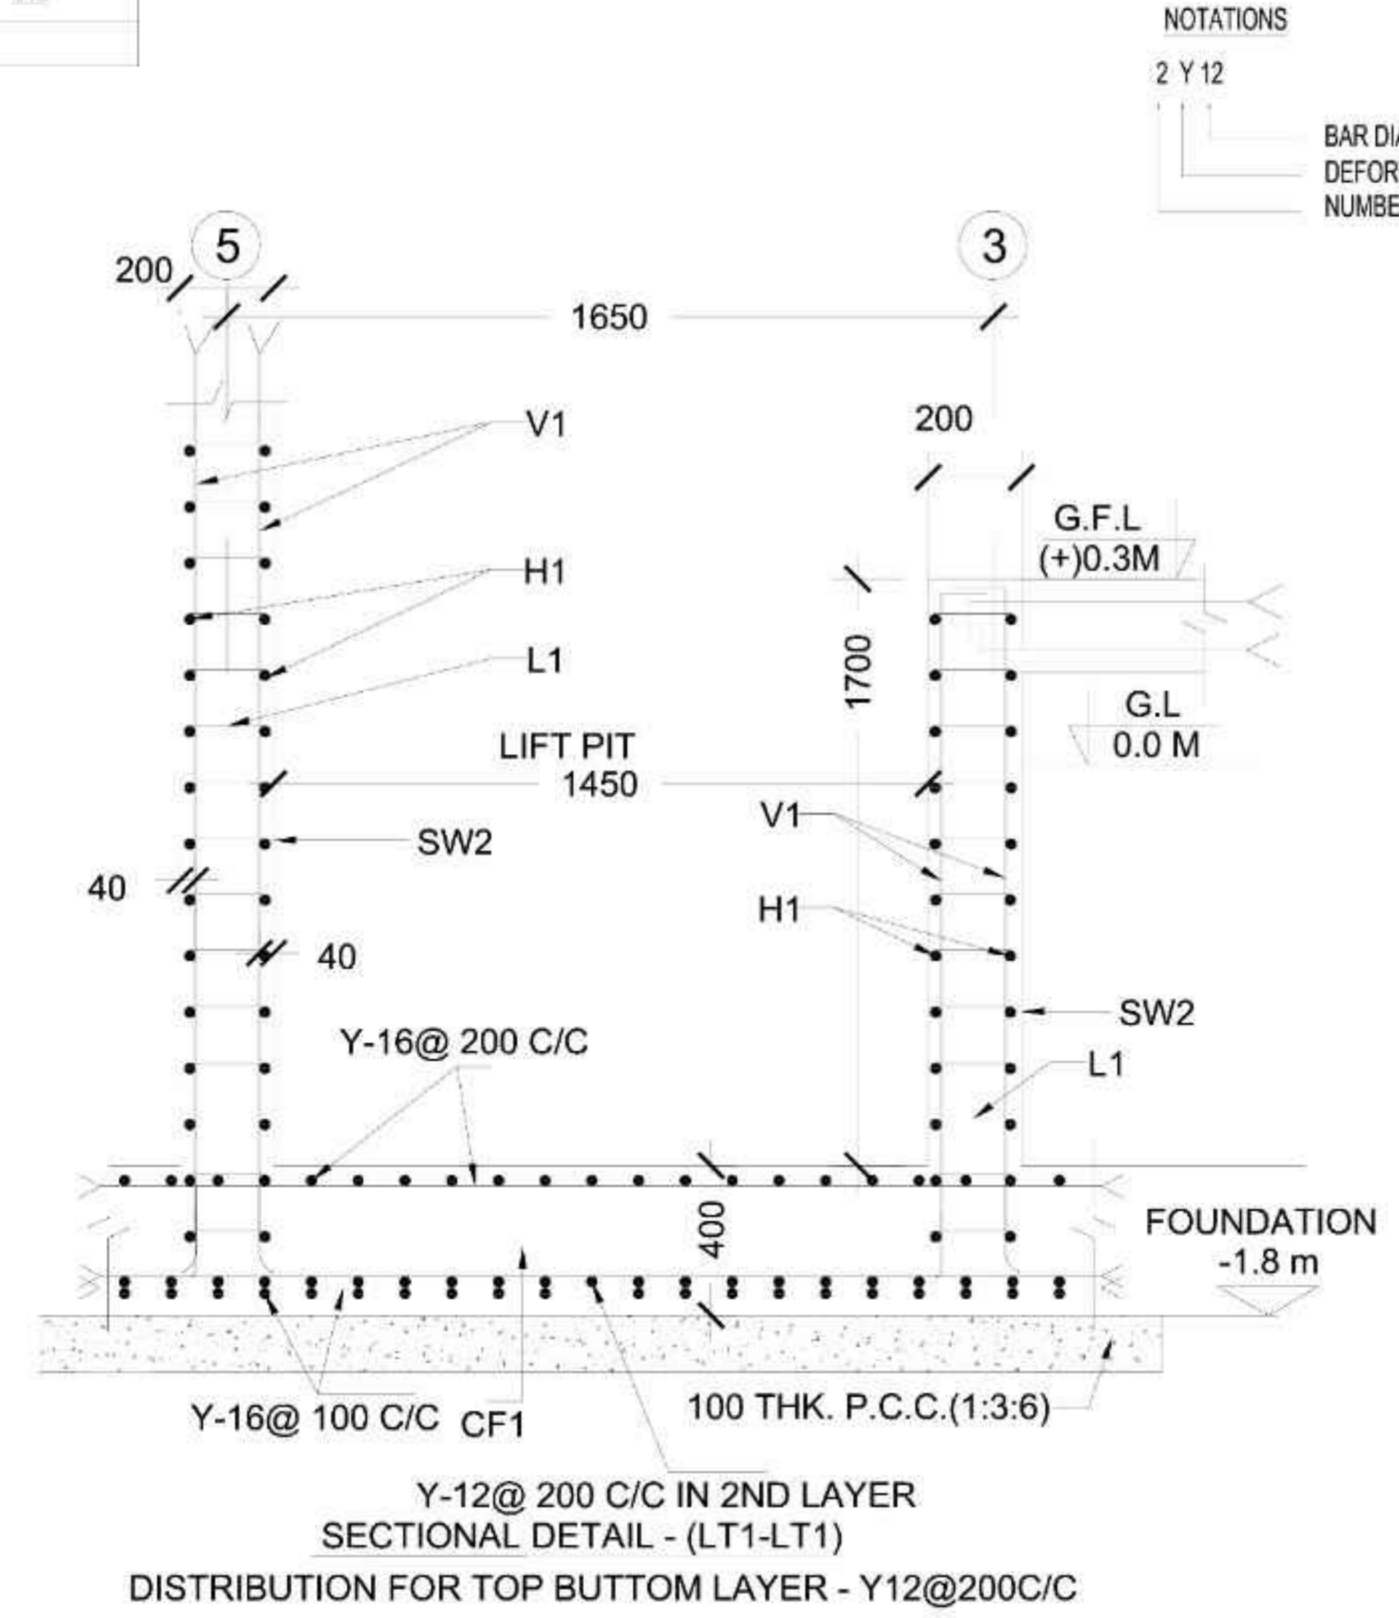 NOTATIONS
2 Y 12
BAR DIA
DEFOR
NUMBE
5
3
200
1650
V1
200
G.F.L
(+)0.3M
H1
1700
L1
G.L
0.0 M
LIFT PIT
1450
V1
SW2
40
H1
40
SW2
Y-16@ 200 C/C
L1
400
FOUNDATION
-1.8 m
Y-16@ 100 C/C
CF1
100 THK. P.C.C.(1:3:6)
Y-12@ 200 C/C IN 2ND LAYER
SECTIONAL DETAIL - (LT1-LT1)
DISTRIBUTION FOR TOP BUTTOM LAYER - Y12@200C/C